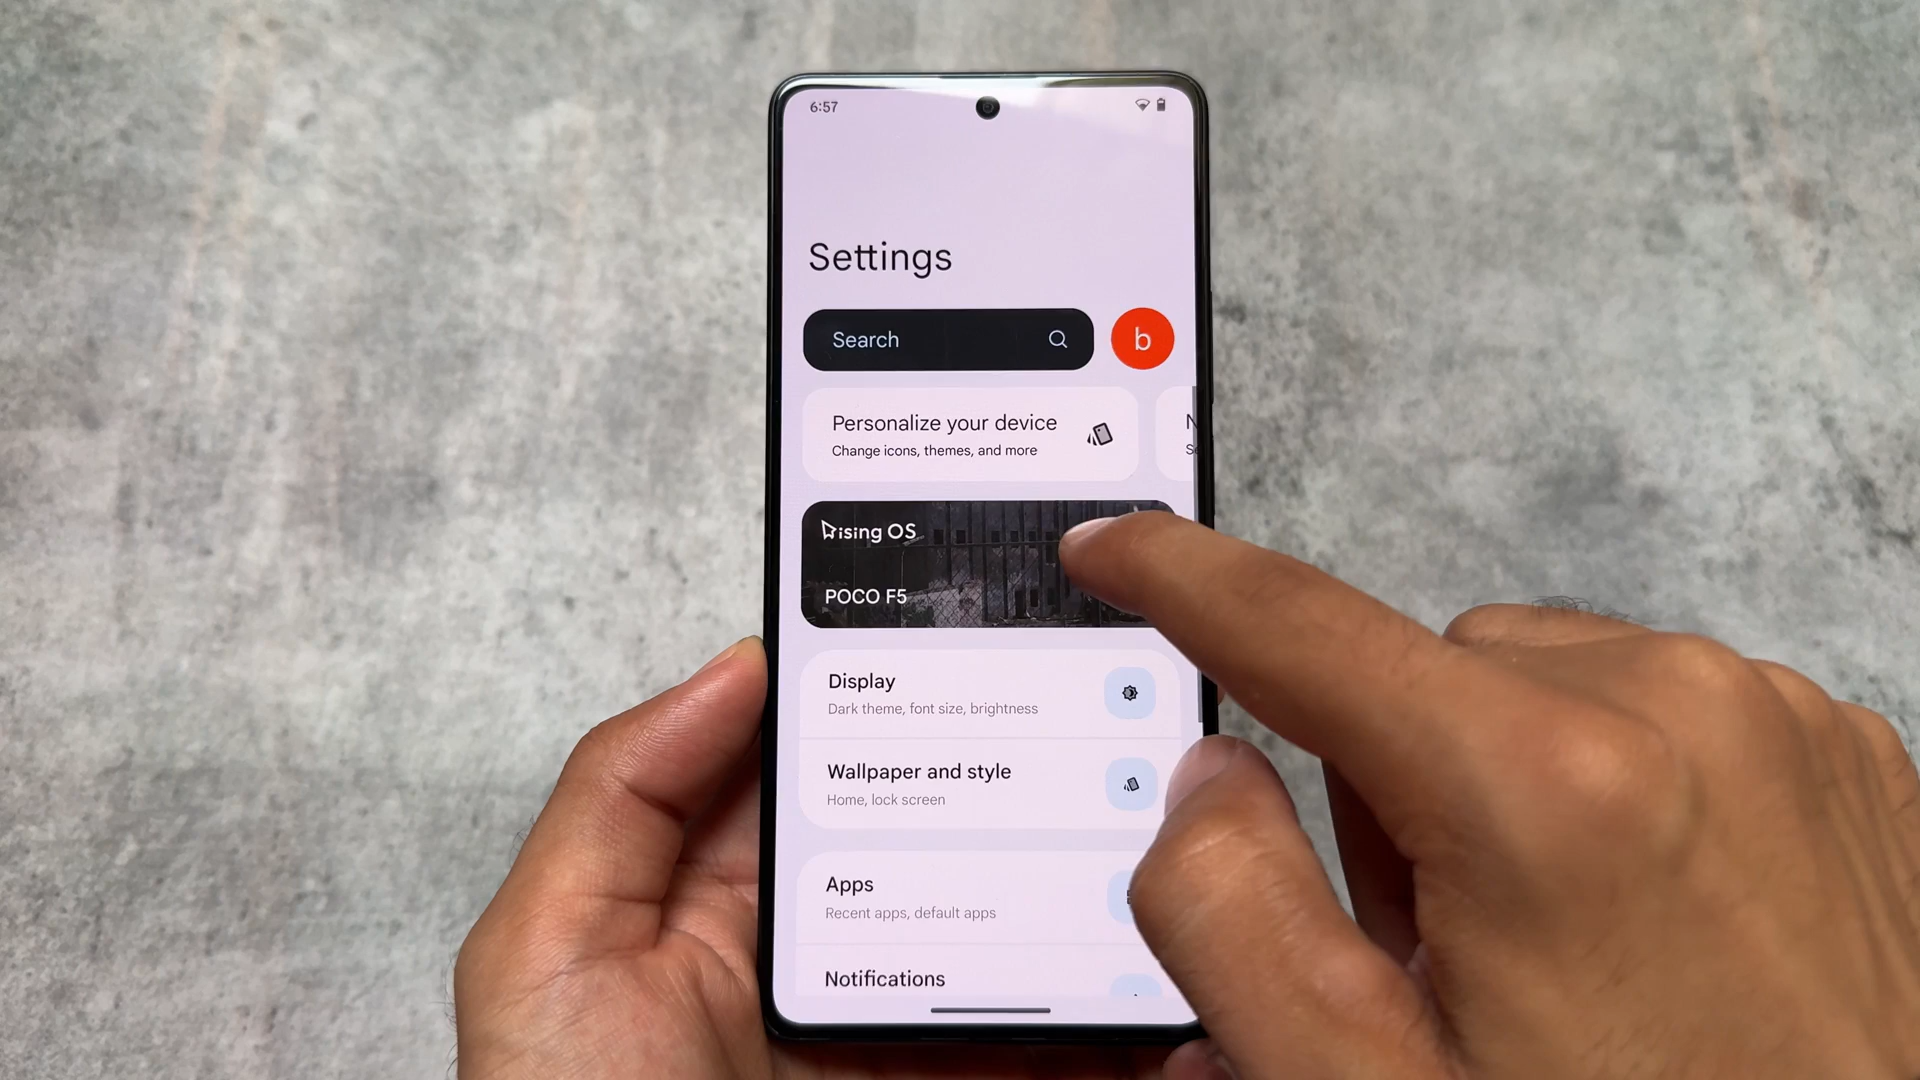 6:57
Settings
Search
b
Personalize your device
Change icons, themes, and more
Rising OS
POCO F5
Display
Dark theme, font size, brightness
Wallpaper and style
Home, lock screen
Apps
Recent apps, default apps
Notifications